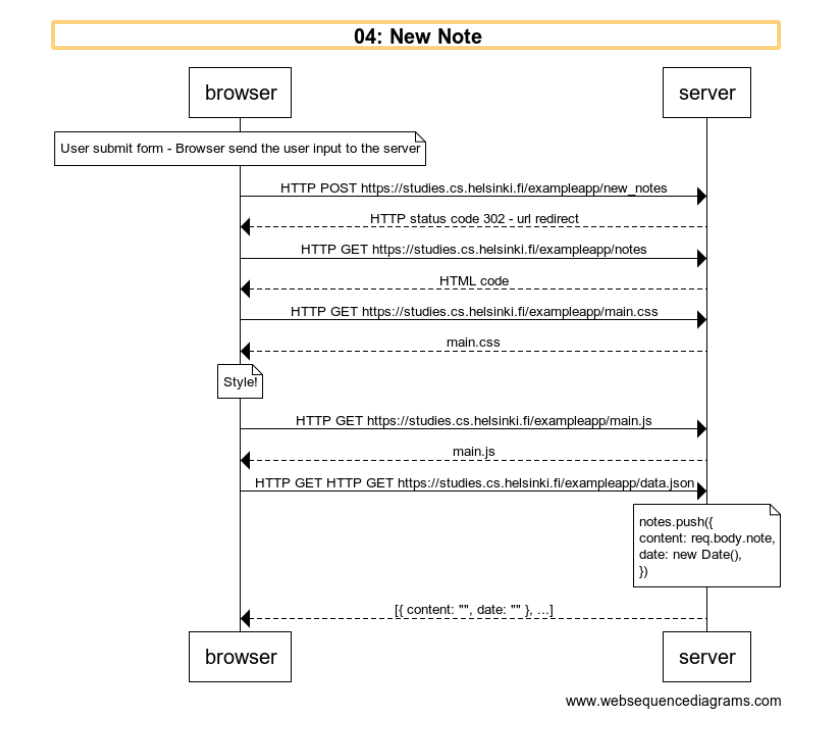 04: New Note
browser
server
User submit form - Browser send the user input to the server
HTTP POST https://studies.cs.helsinki.fi/exampleapp/new_notes
HTTP status code 302 - url redirect
HTTP GET https://studies.cs.helsinki.fi/exampleapp/notes
HTML code
HTTP GET https://studies.cs.helsinki.fi/exampleapp/main.css
main.css
Style!
HTTP GET https://studies.cs.helsinki.fi/exampleapp/main.js
main.js
HTTP GET HTTP GET https://studies.cs.helsinki.fi/exampleapp/data.json
notes.push({
content: req.body.note,
date: new Date(),
})
[{ content: "", date: "" }, ...]
browser
server
www.websequencediagrams.com